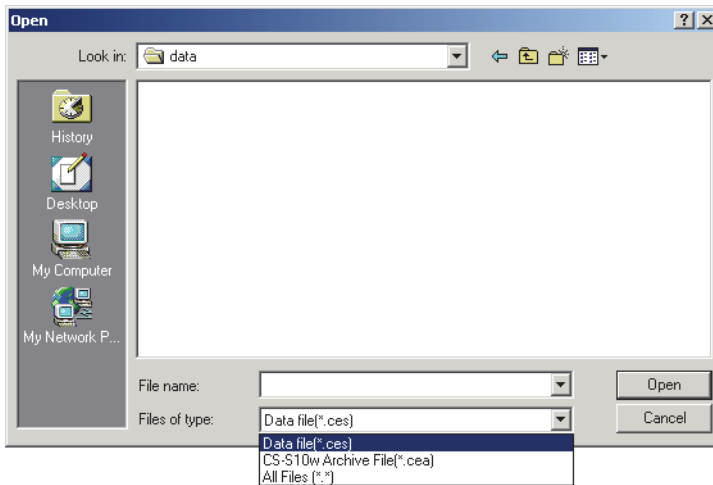 Open
Look in: data
History
Desktop
My Computer
My Network P...
File name: Open
Files of type: Data file(*.ces) Cancel
Data file(*.ces)
CS-S10w Archive File(*.cea)
All Files (*.*)